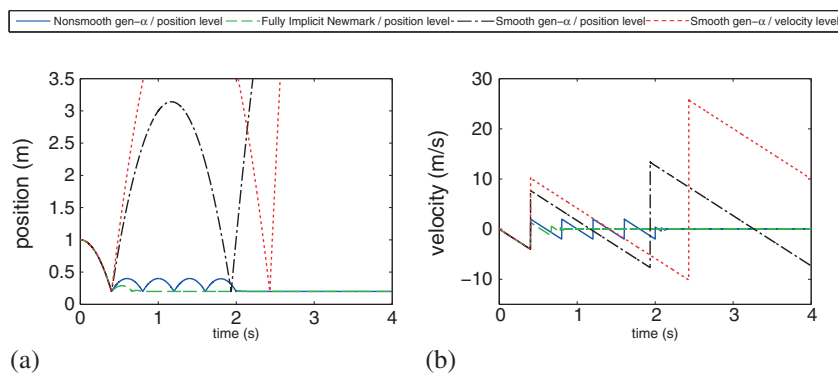 Nonsmooth gen-α / position level Fully Implicit Newmark / position level Smooth gen-α / position level Smooth gen-α / velocity level
3.5
3
2.5
2
1.5
1
0.5
0
position (m)
0 1 2 3 4
time (s)
(a)
30
20
10
0
−10
velocity (m/s)
0 2 4
time (s)
(b)